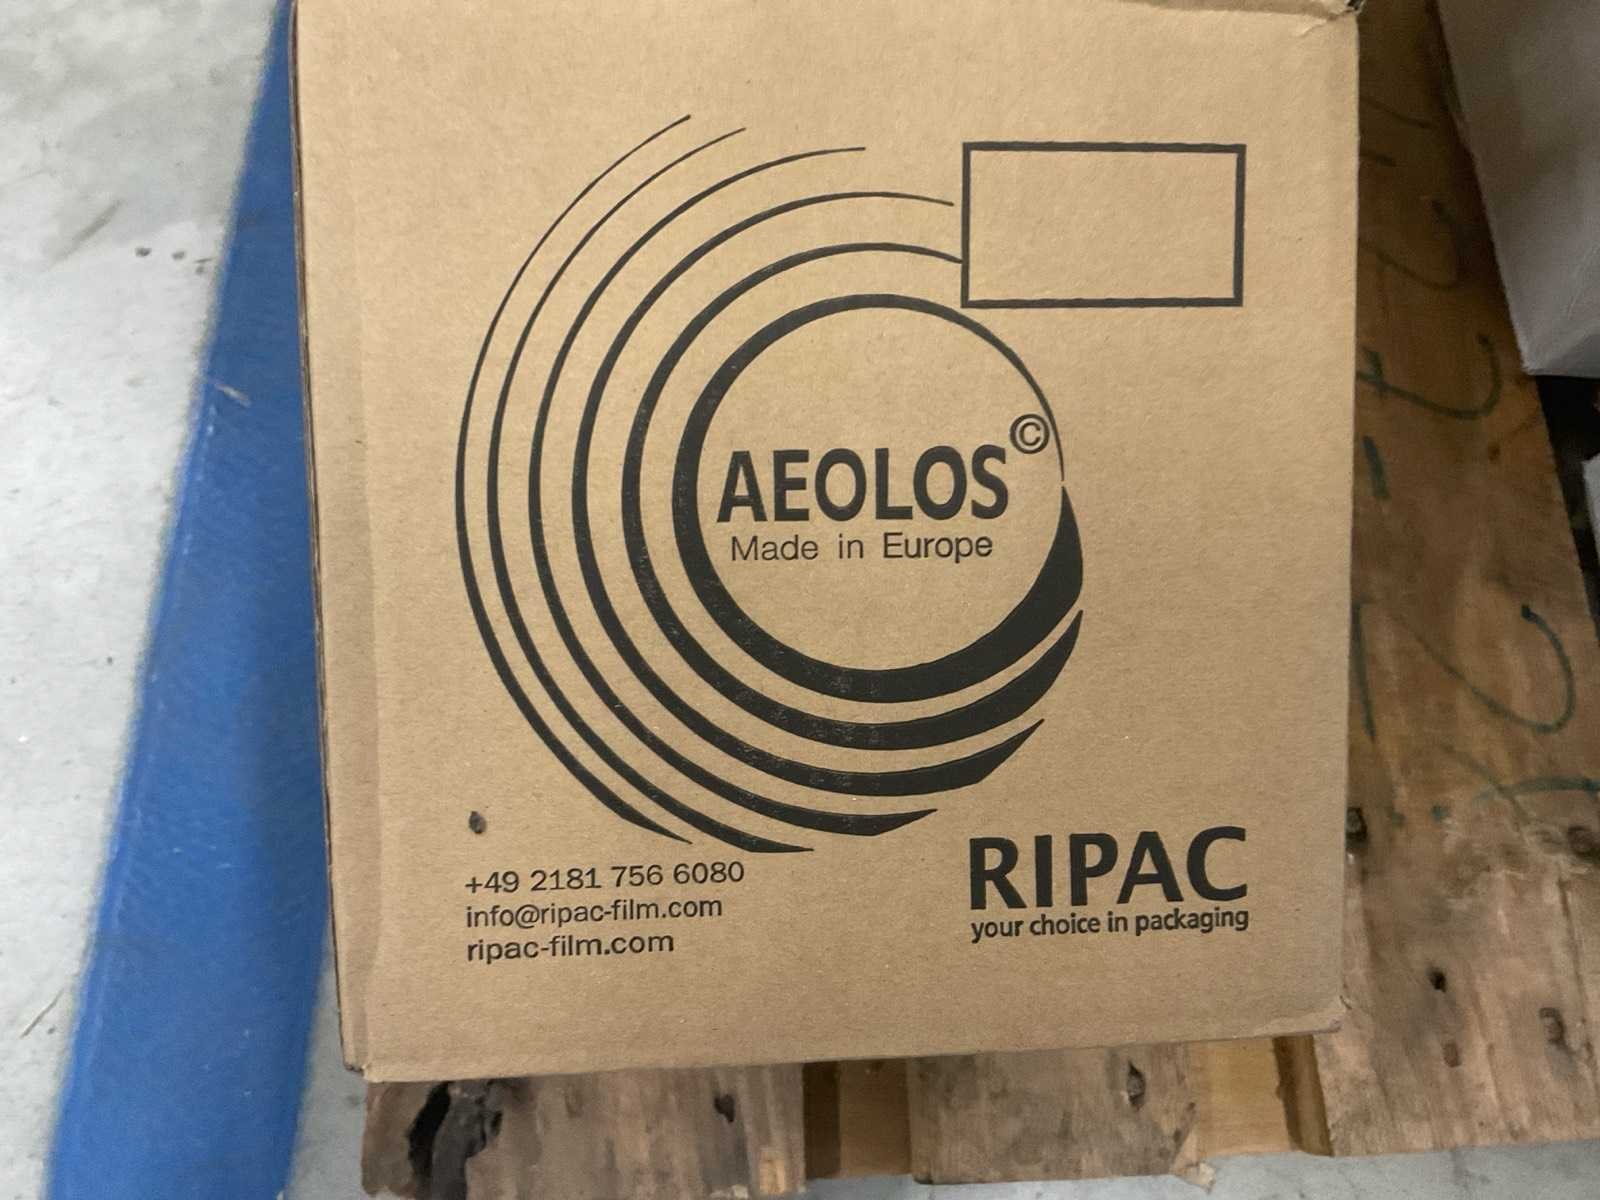 AEOLOS©
Made in Europe
+49 2181 756 6080
info@ripac-film.com
ripac-film.com
RIPAC
your choice in packaging